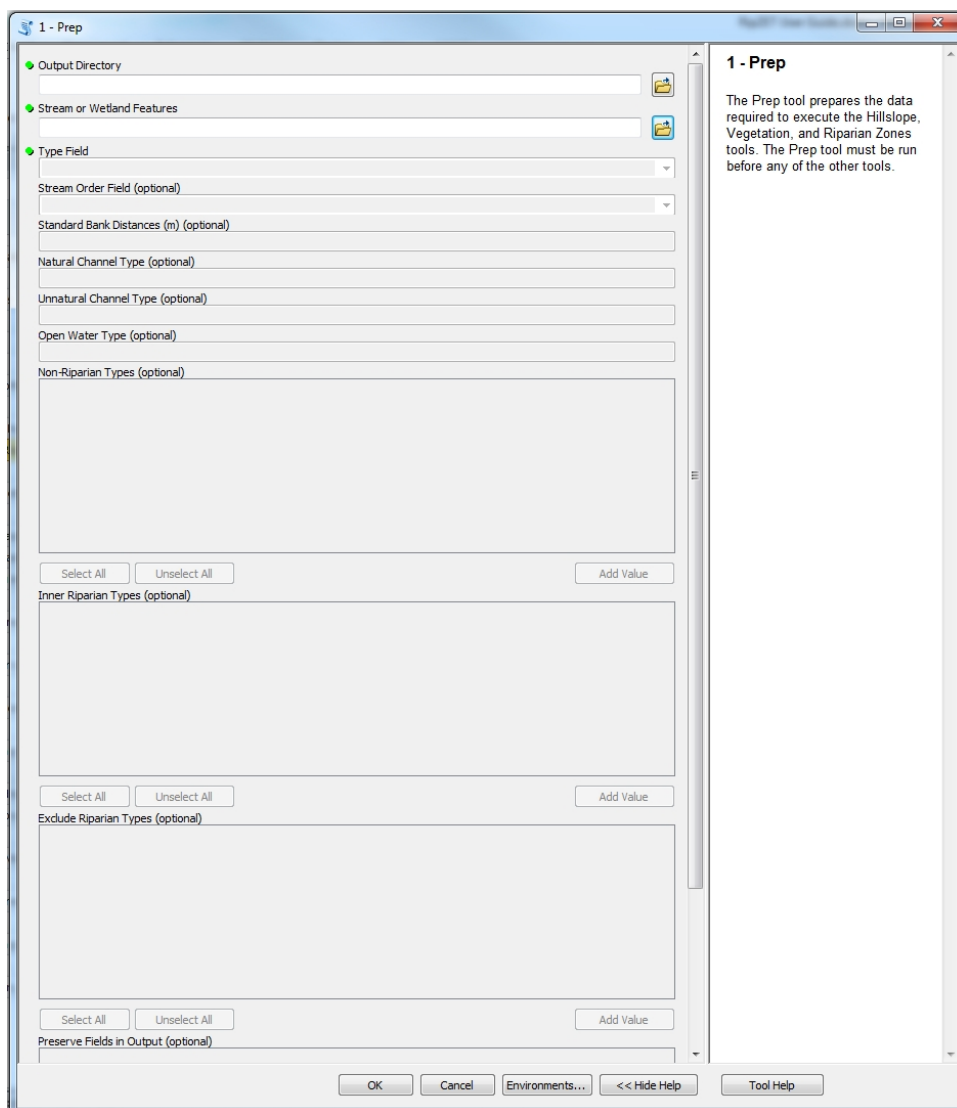 1 - Prep
Output Directory
Stream or Wetland Features
Type Field
Stream Order Field (optional)
Standard Bank Distances (m) (optional)
Natural Channel Type (optional)
Unnatural Channel Type (optional)
Open Water Type (optional)
Non-Riparian Types (optional)
Select All Unselect All Add Value
Inner Riparian Types (optional)
Select All Unselect All Add Value
Exclude Riparian Types (optional)
Select All Unselect All Add Value
Preserve Fields in Output (optional)
OK Cancel Environments... << Hide Help Tool Help
1 - Prep
The Prep tool prepares the data
required to execute the Hillslope,
Vegetation, and Riparian Zones
tools. The Prep tool must be run
before any of the other tools.